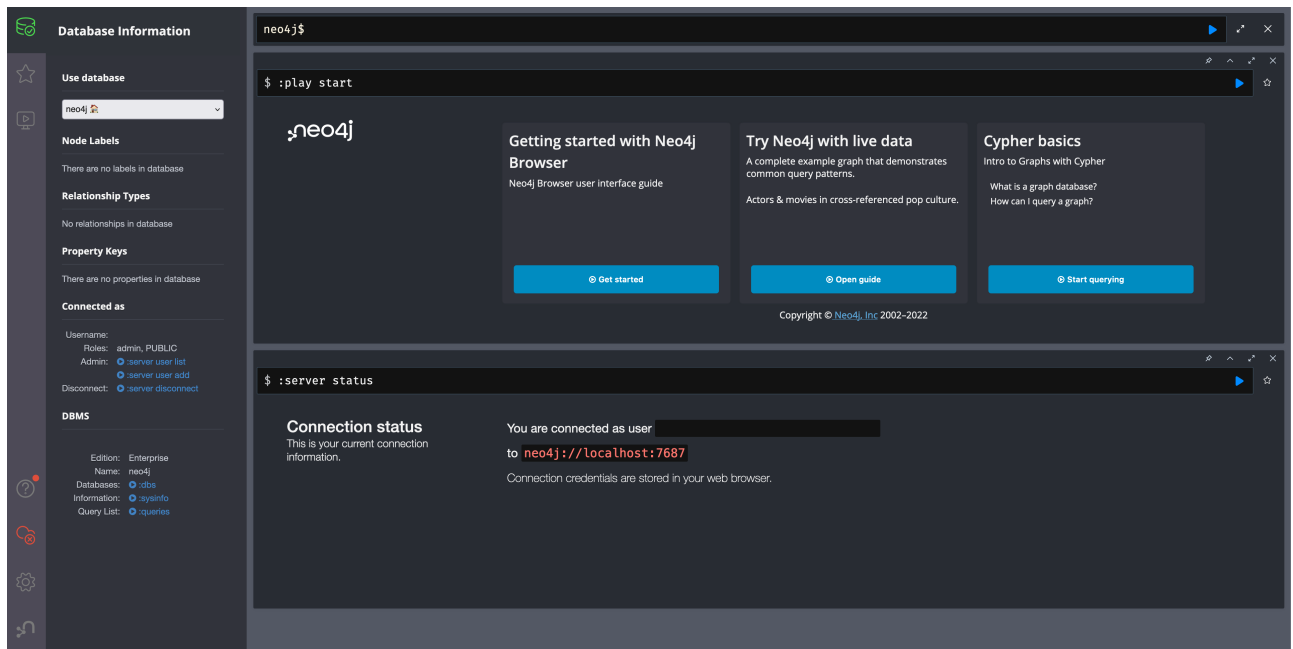 Database Information
Use database
neo4j
Node Labels
There are no labels in database
Relationship Types
No relationships in database
Property Keys
There are no properties in database
Connected as
Username:
Roles: admin, PUBLIC
Admin: :server user list
:server user add
Disconnect: :server disconnect
DBMS
Edition: Enterprise
Name: neo4j
Databases: :dbs
Information: :sysinfo
Query List: :queries
neo4j$
$ :play start
neo4j
Getting started with Neo4j
Browser
Neo4j Browser user interface guide
Get started
Try Neo4j with live data
A complete example graph that demonstrates
common query patterns.
Actors & movies in cross-referenced pop culture.
Open guide
Cypher basics
Intro to Graphs with Cypher
What is a graph database?
How can I query a graph?
Start querying
Copyright © Neo4j, Inc 2002–2022
$ :server status
Connection status
This is your current connection
information.
You are connected as user
to neo4j://localhost:7687
Connection credentials are stored in your web browser.